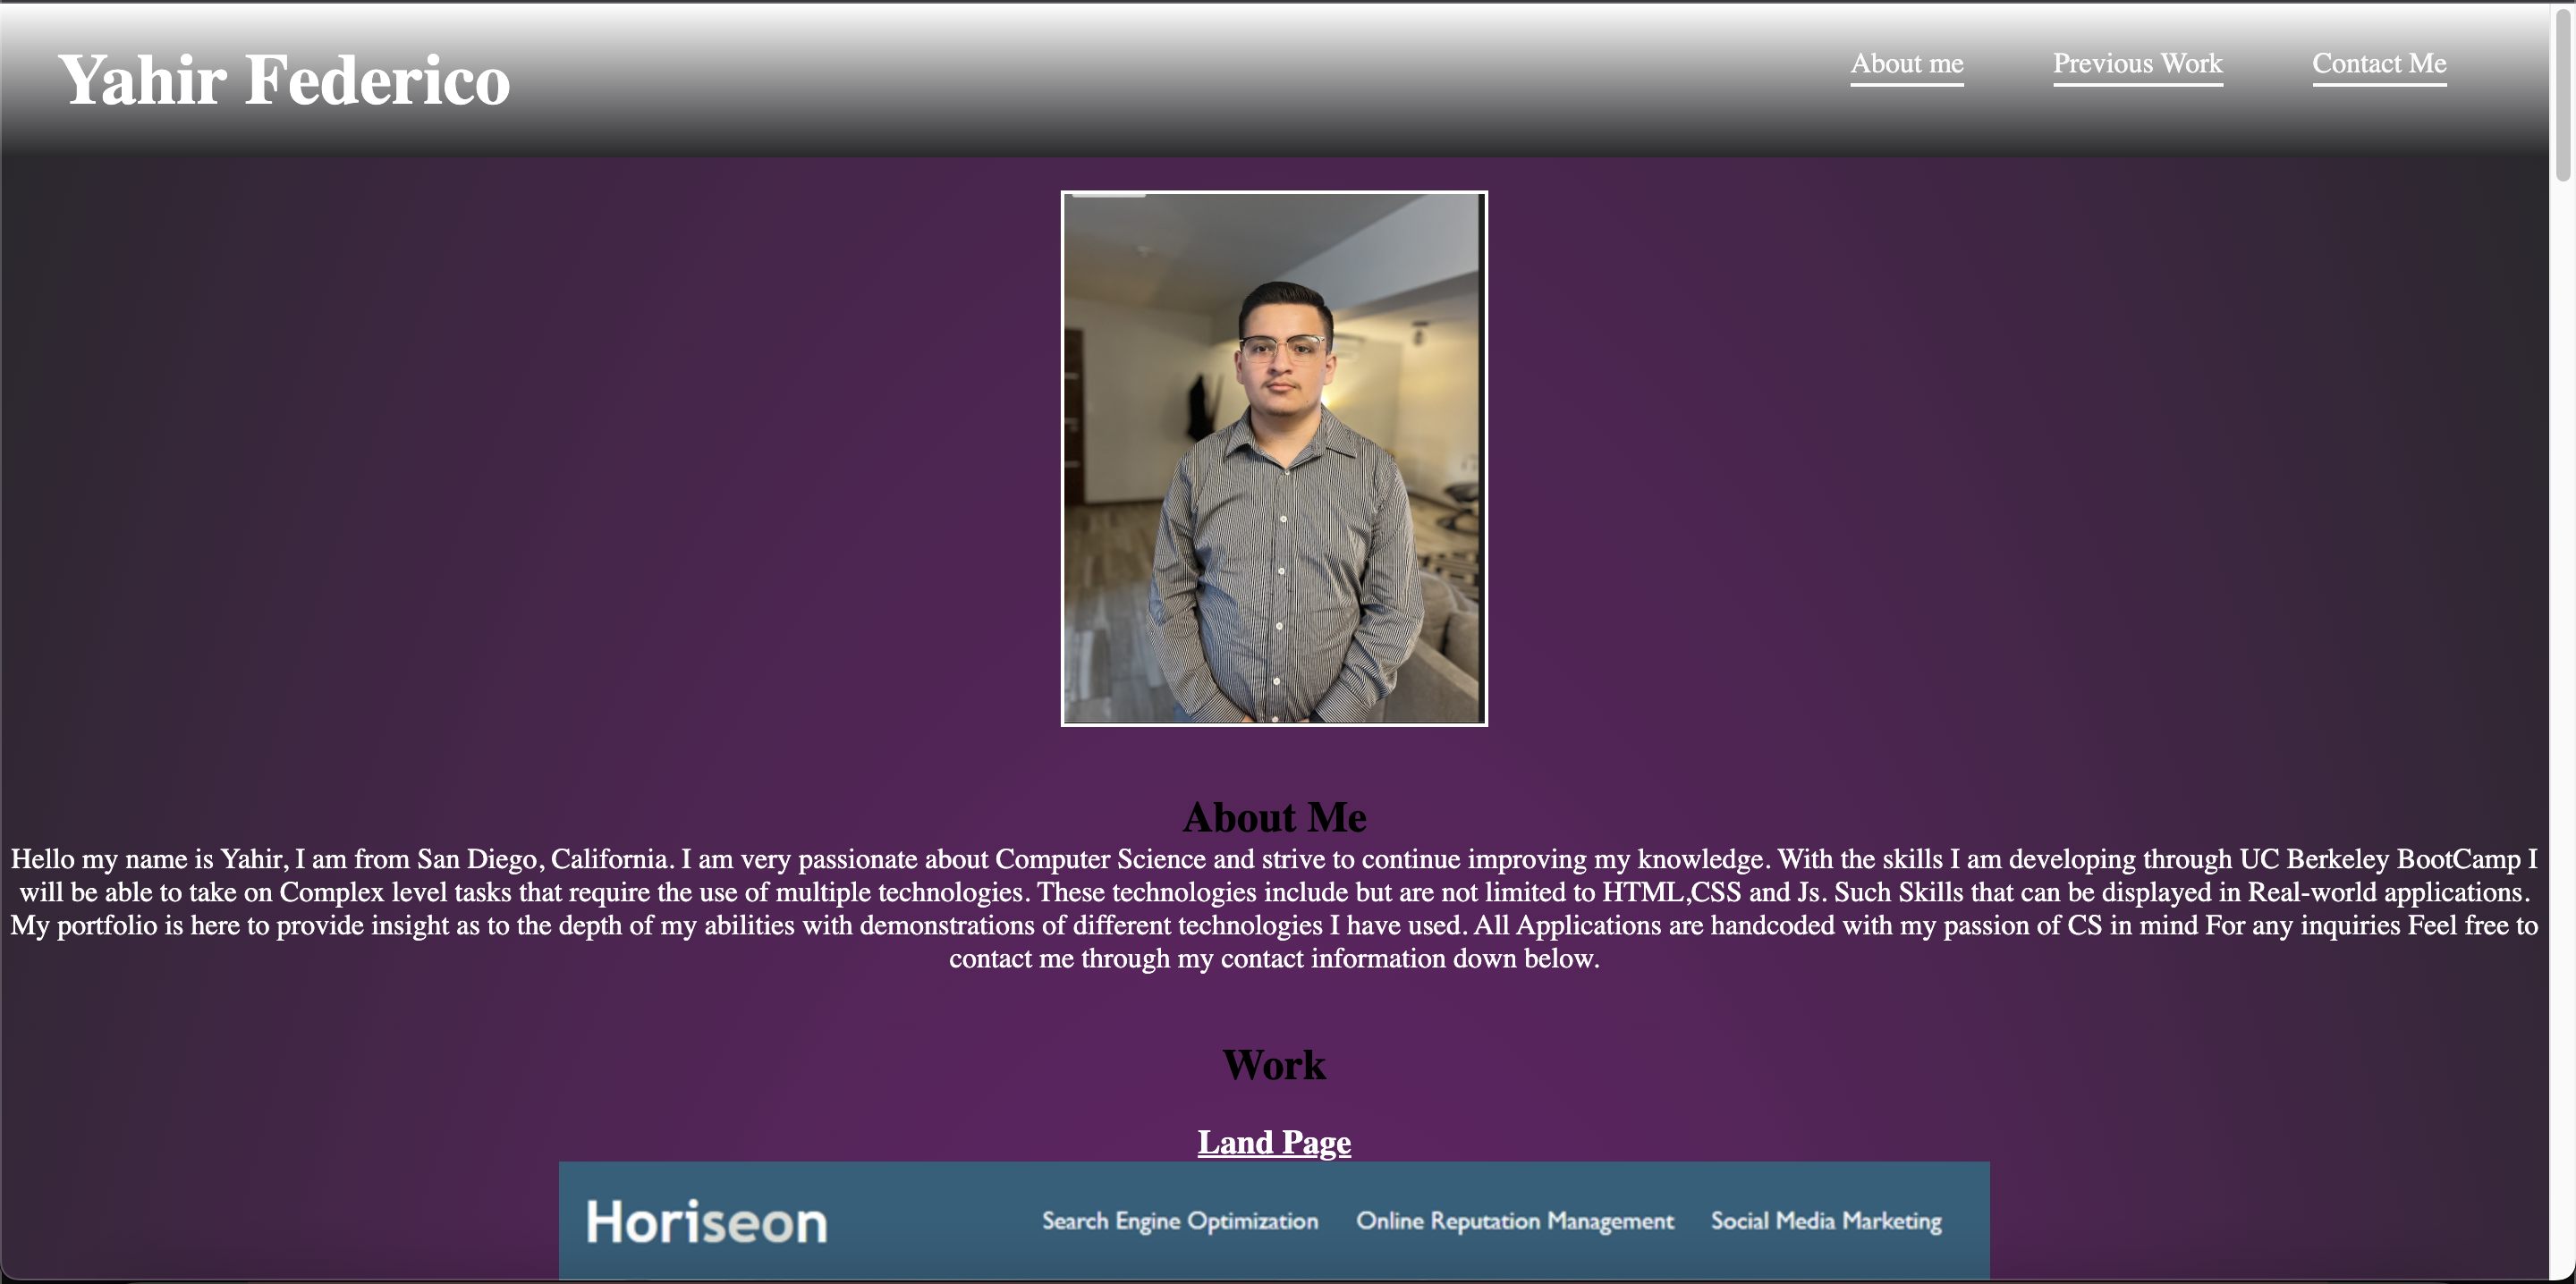 Yahir Federico
About me Previous Work Contact Me
About Me
Hello my name is Yahir, I am from San Diego, California. I am very passionate about Computer Science and strive to continue improving my knowledge. With the skills I am developing through UC Berkeley BootCamp I
will be able to take on Complex level tasks that require the use of multiple technologies. These technologies include but are not limited to HTML,CSS and Js. Such Skills that can be displayed in Real-world applications.
My portfolio is here to provide insight as to the depth of my abilities with demonstrations of different technologies I have used. All Applications are handcoded with my passion of CS in mind For any inquiries Feel free to
contact me through my contact information down below.
Work
Land Page
Horiseon
Search Engine Optimization Online Reputation Management Social Media Marketing